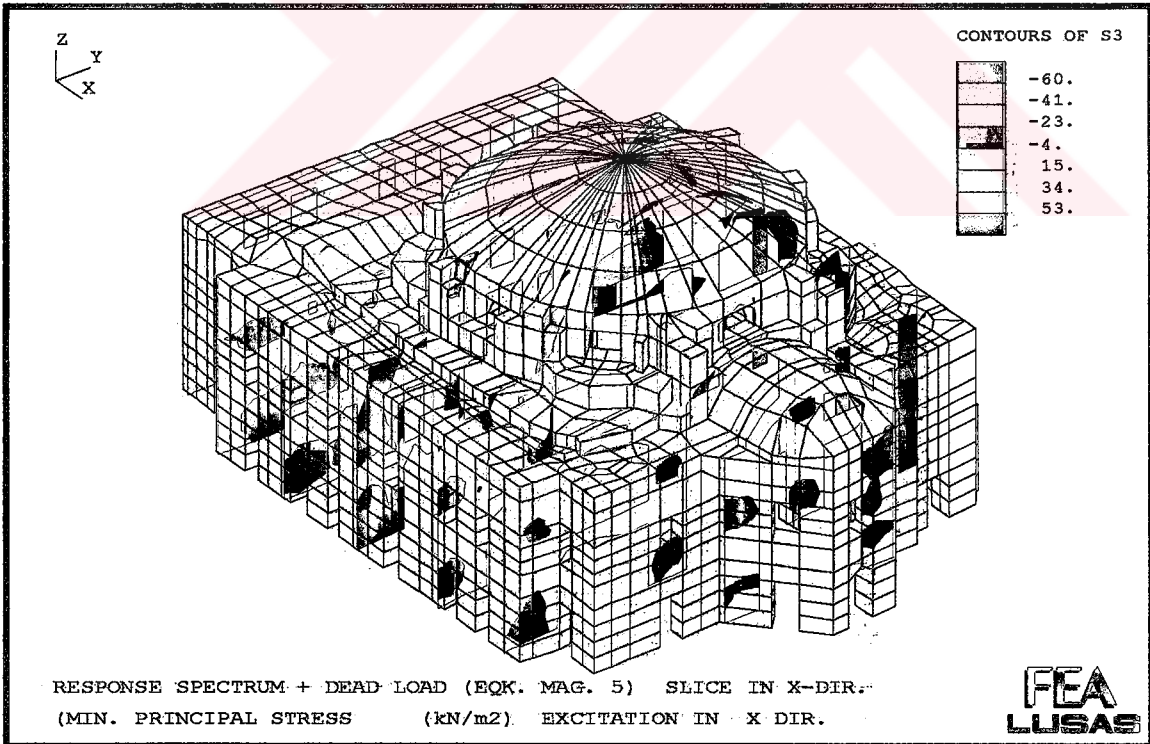 CONTOURS OF S3
Z
Y
X
-60.
-41.
-23.
-4.
15.
34.
53.
RESPONSE SPECTRUM + DEAD LOAD (EQK. MAG. 5) SLICE IN X-DIR.
(MIN. PRINCIPAL STRESS (kN/m2) EXCITATION IN X DIR.
FEA
LUSAS